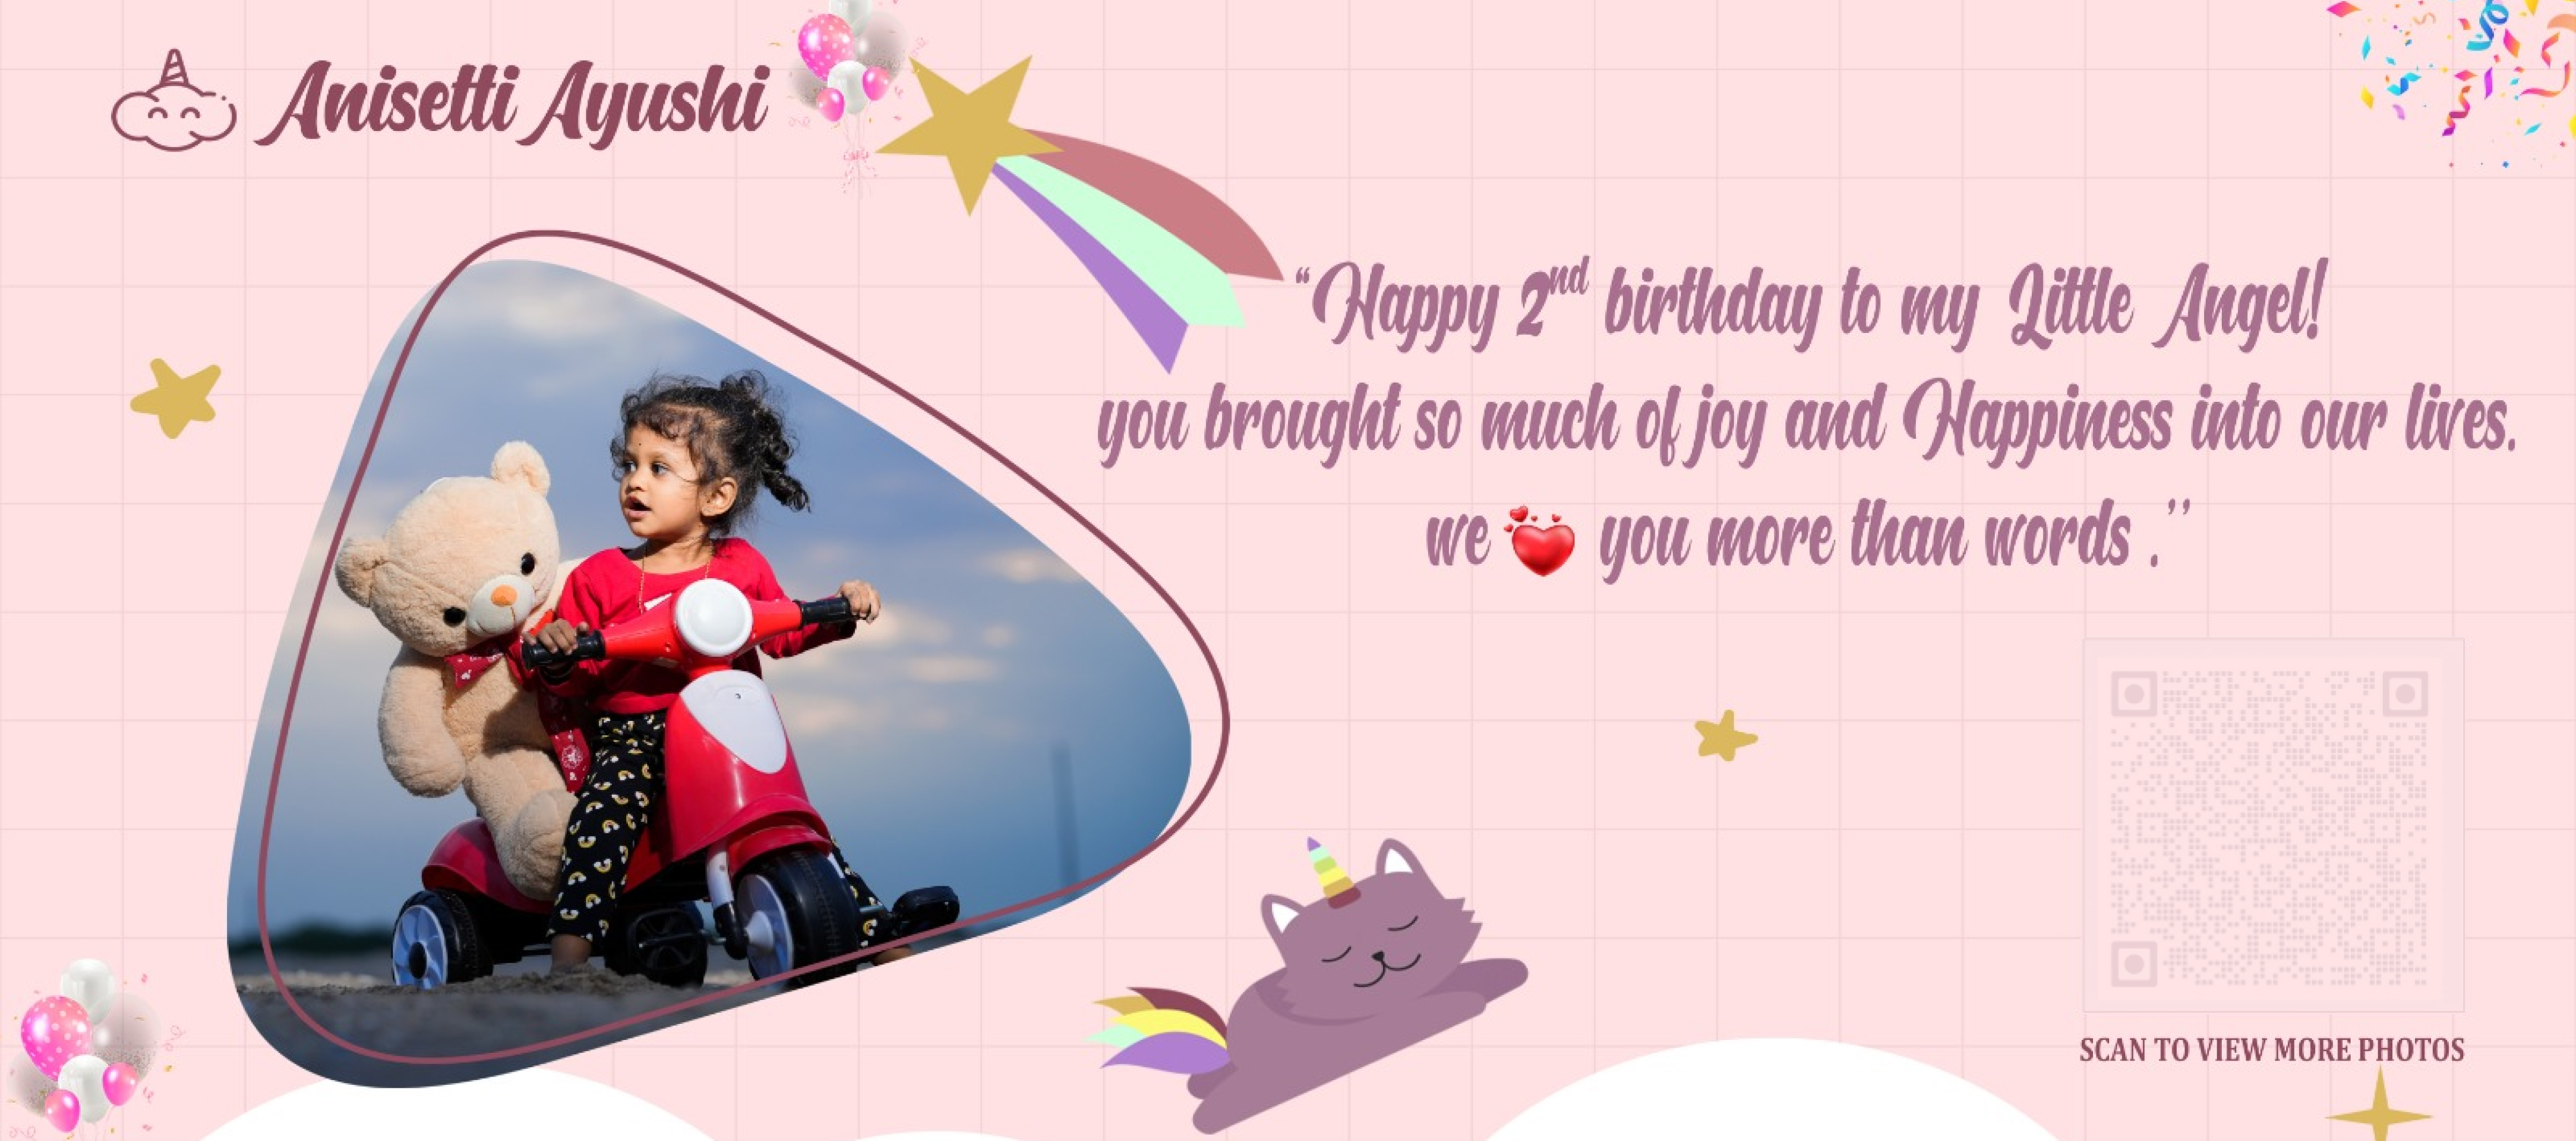 Anisetti Ayushi
“Happy 2nd birthday to my Little Angel!
you brought so much of joy and Happiness into our lives.
we ❤ you more than words .’’
SCAN TO VIEW MORE PHOTOS